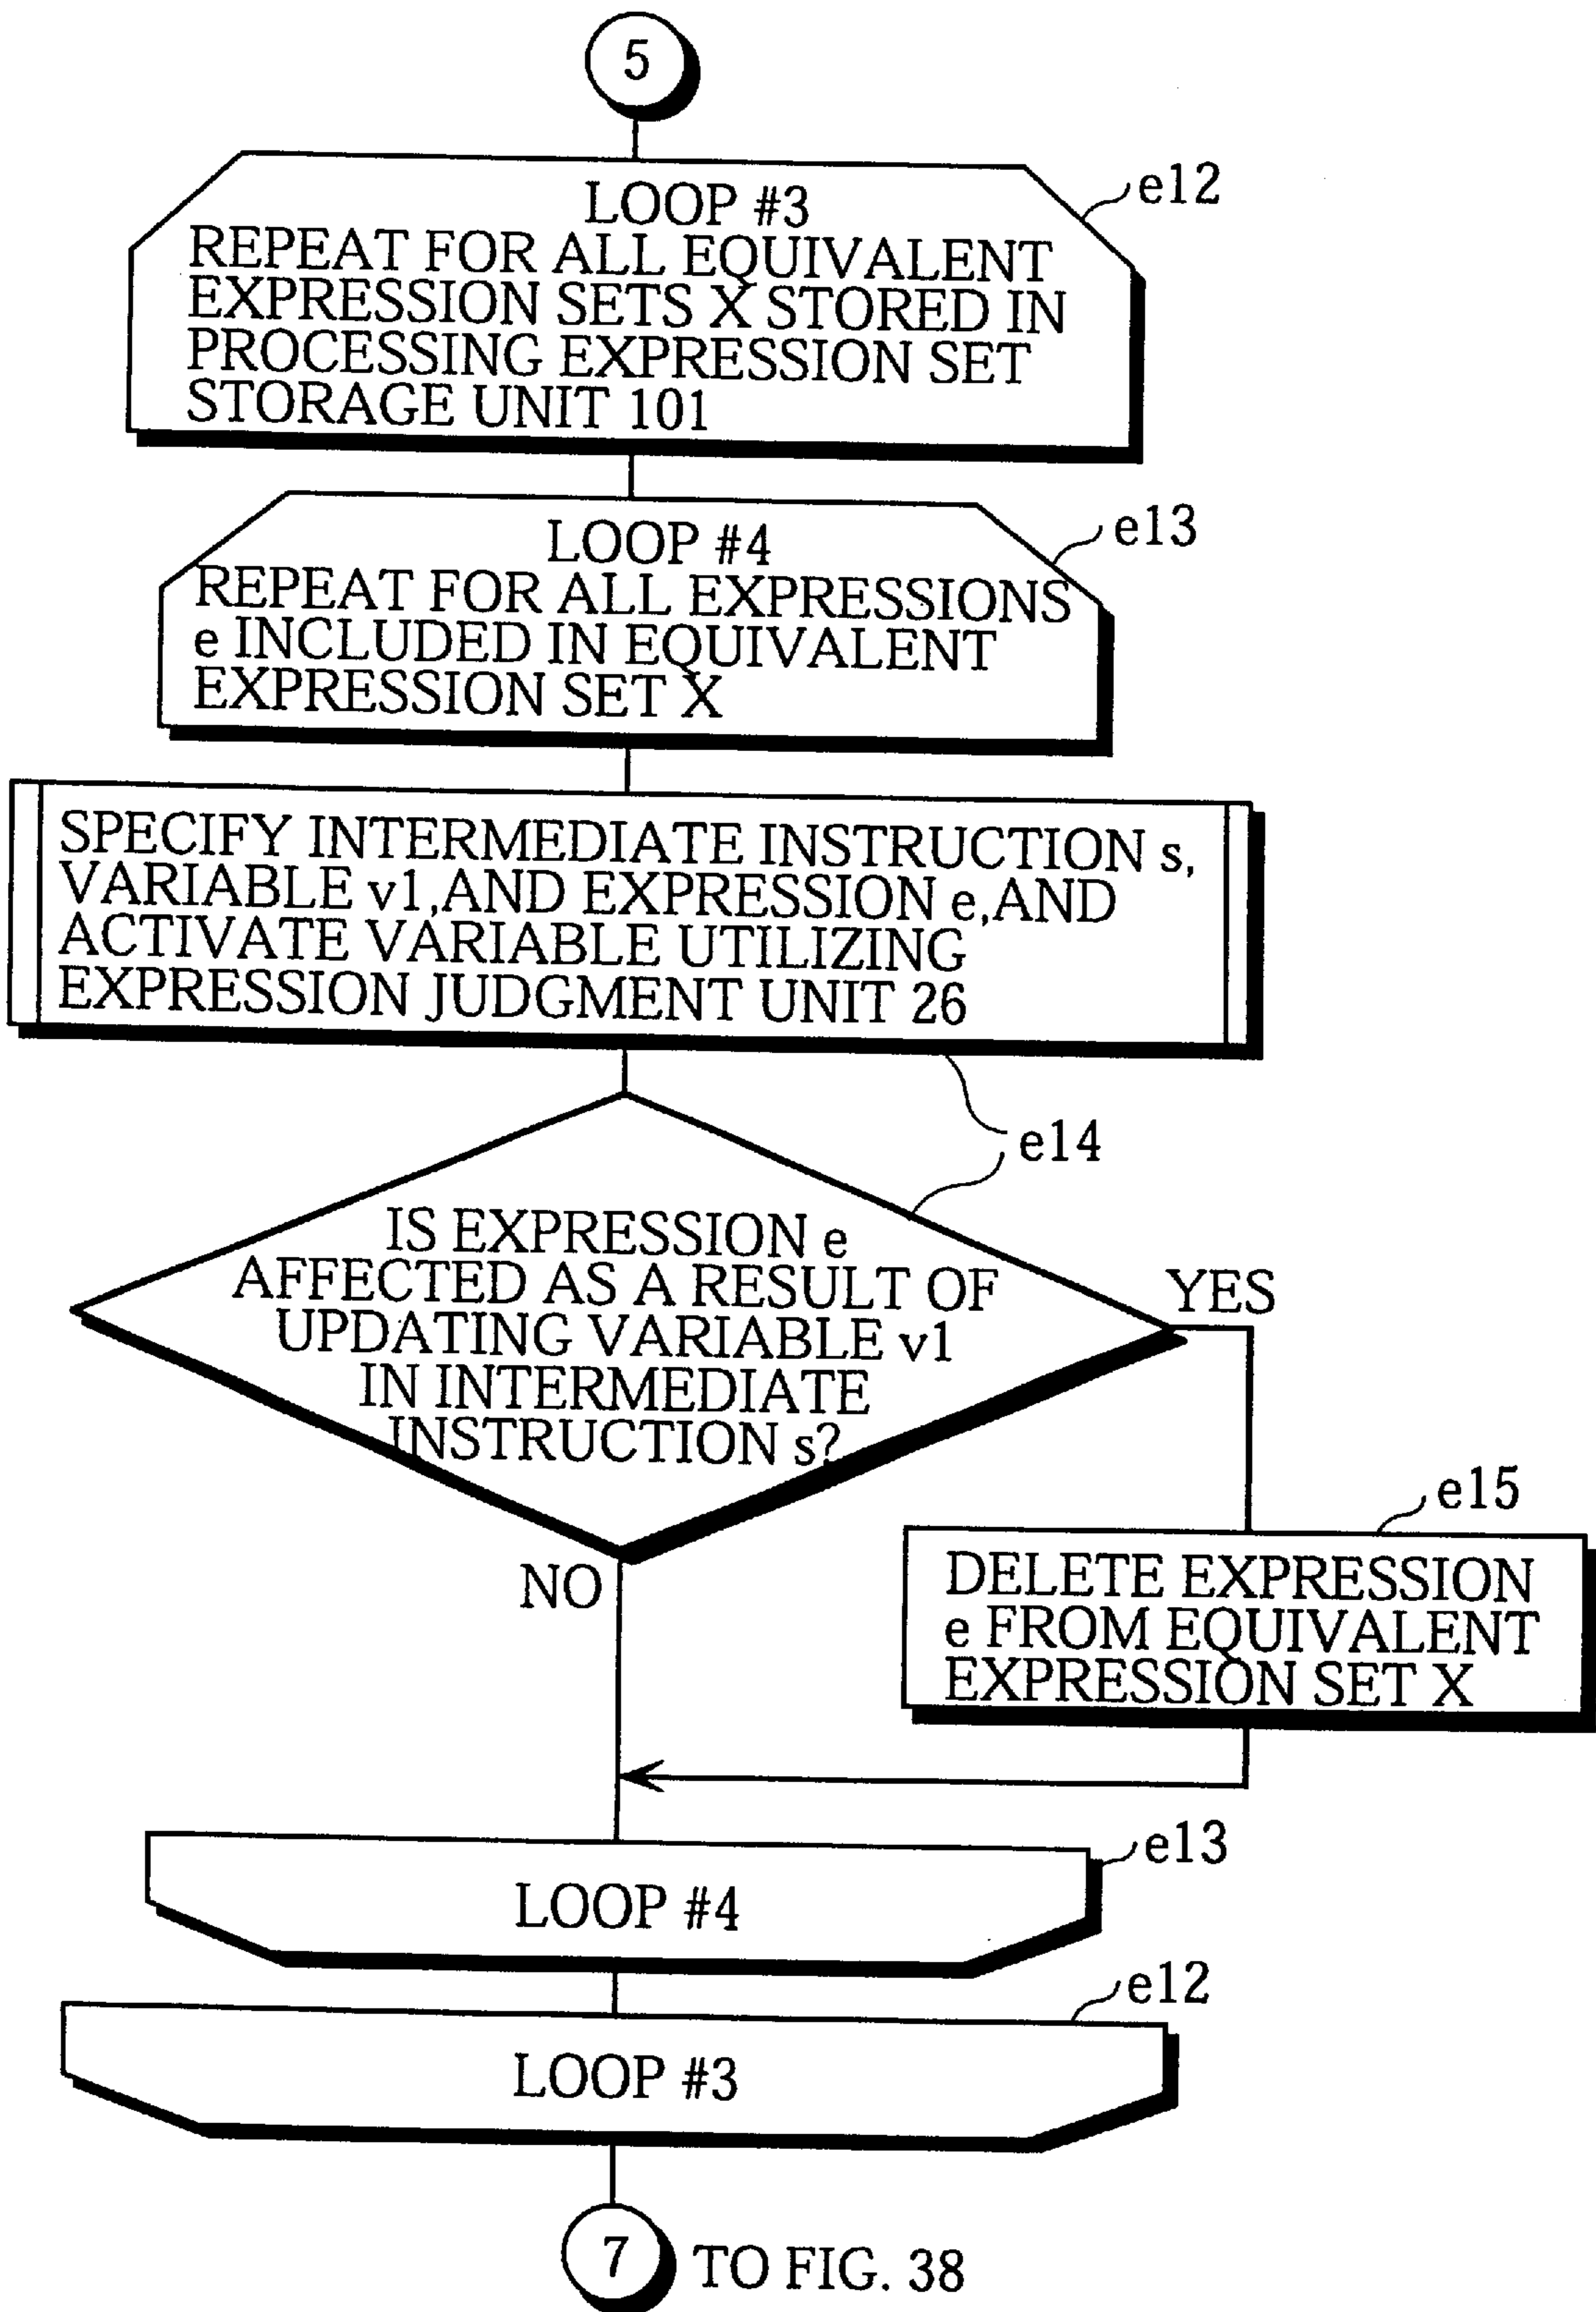 5
e12
LOOP #3
REPEAT FOR ALL EQUIVALENT
EXPRESSION SETS X STORED IN
PROCESSING EXPRESSION SET
STORAGE UNIT 101
e13
LOOP #4
REPEAT FOR ALL EXPRESSIONS
e INCLUDED IN EQUIVALENT
EXPRESSION SET X
SPECIFY INTERMEDIATE INSTRUCTION s,
VARIABLE v1,AND EXPRESSION e,AND
ACTIVATE VARIABLE UTILIZING
EXPRESSION JUDGMENT UNIT 26
e14
IS EXPRESSION e
AFFECTED AS A RESULT OF
UPDATING VARIABLE v1
IN INTERMEDIATE
INSTRUCTION s?
YES
NO
e15
DELETE EXPRESSION
e FROM EQUIVALENT
EXPRESSION SET X
e13
LOOP #4
e12
LOOP #3
7 TO FIG. 38